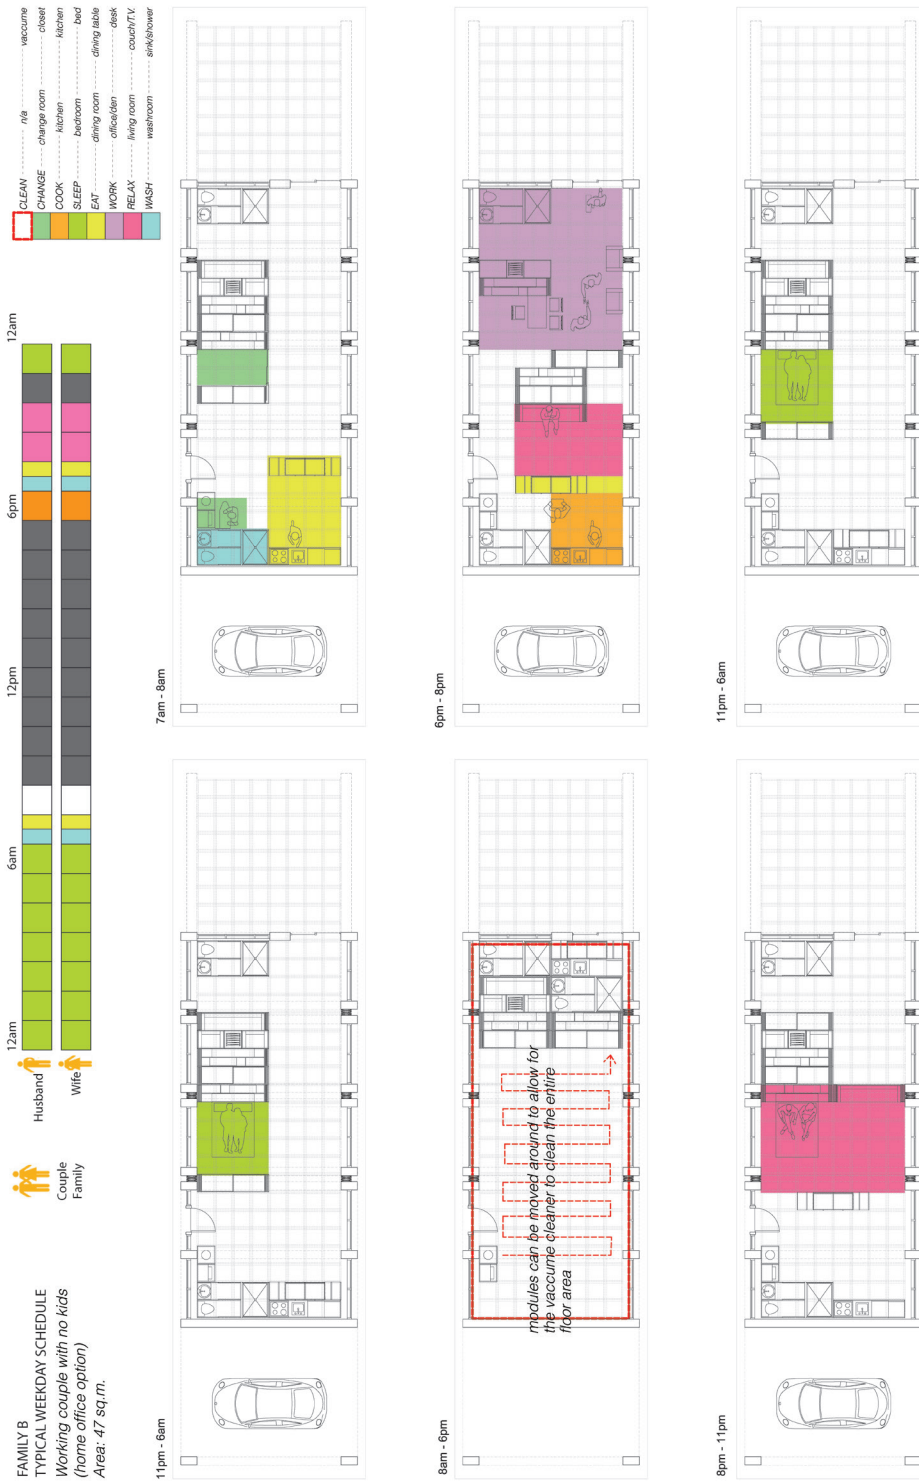 FAMILY B
TYPICAL WEEKDAY SCHEDULE
Working couple with no kids
(home office option)
Area: 47 sq.m.
Couple
Family
Husband
Wife
12am
6am
12pm
6pm
12am
CLEAN n/a vaccume
CHANGE change room closet
COOK kitchen kitchen
SLEEP bedroom bed
EAT dining room dining table
WORK office/den desk
RELAX living room couch/T.V.
WASH washroom sink/shower
11pm - 6am
7am - 8am
8am - 6pm
modules can be moved around to allow for
the vaccume cleaner to clean the entire
floor area
6pm - 8pm
8pm - 11pm
11pm - 6am